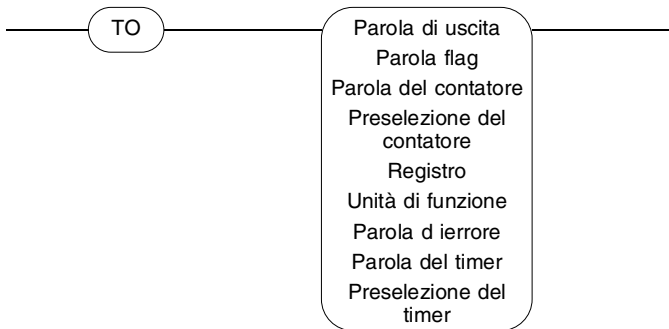 TO
Parola di uscita
Parola flag
Parola del contatore
Preselezione del
contatore
Registro
Unità di funzione
Parola d ierrore
Parola del timer
Preselezione del
timer